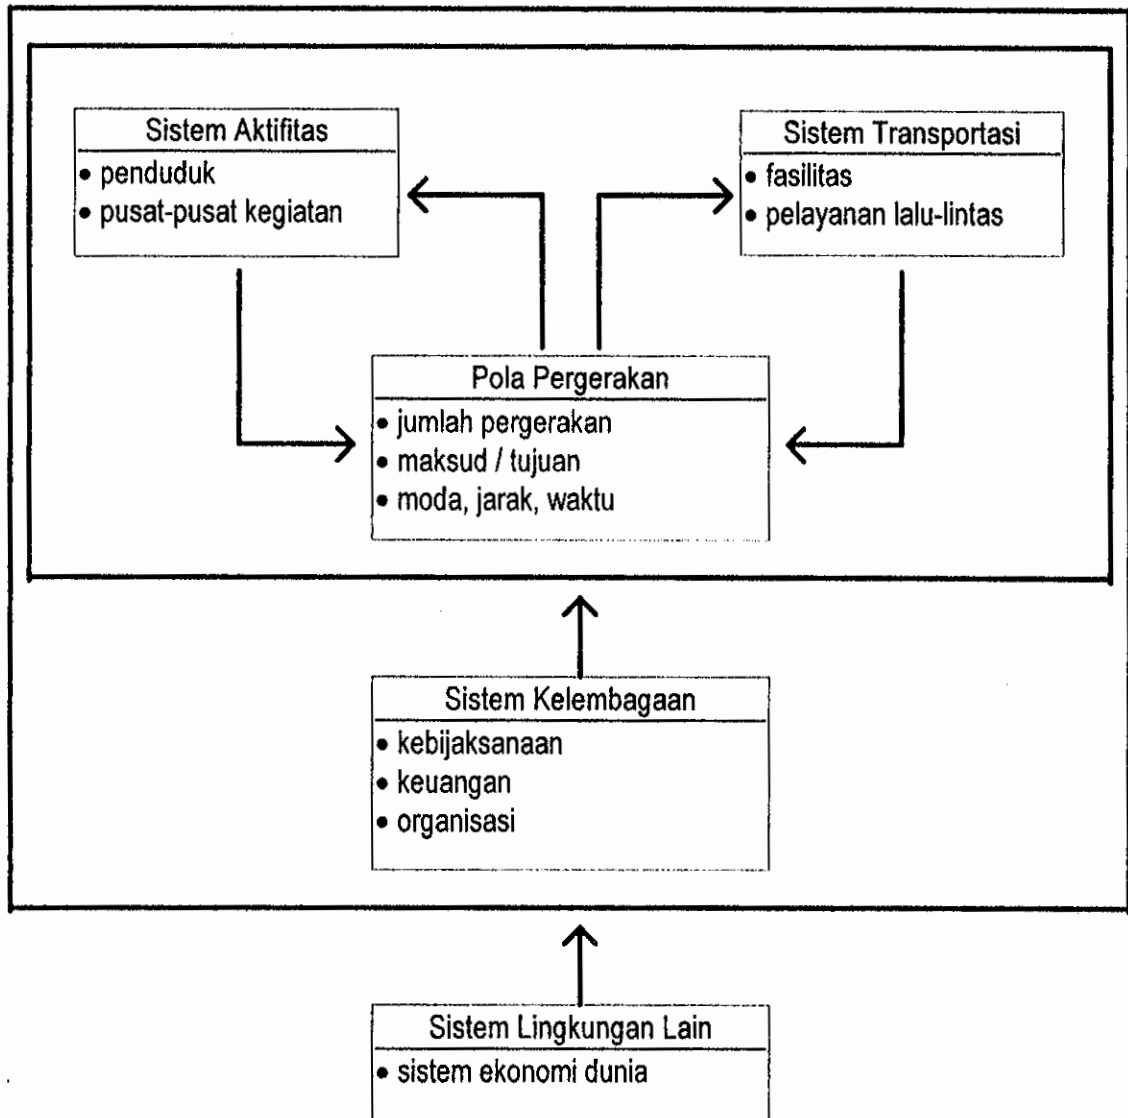 Sistem Aktifitas
• penduduk
• pusat-pusat kegiatan
Sistem Transportasi
• fasilitas
• pelayanan lalu-lintas
Pola Pergerakan
• jumlah pergerakan
• maksud / tujuan
• moda, jarak, waktu
Sistem Kelembagaan
• kebijaksanaan
• keuangan
• organisasi
Sistem Lingkungan Lain
• sistem ekonomi dunia